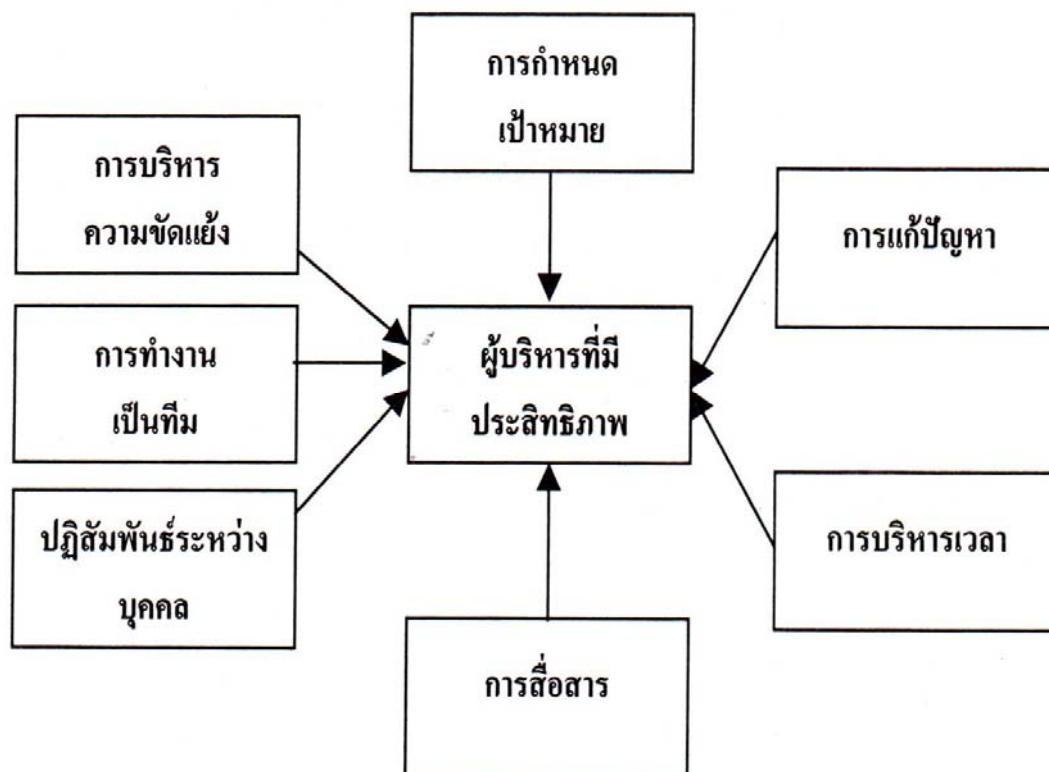 การกำหนด
เป้าหมาย
การบริหาร
ความขัดแย้ง
การแก้ปัญหา
การทำงาน
เป็นทีม
ผู้บริหารที่มี
ประสิทธิภาพ
ปฏิสัมพันธ์ระหว่าง
บุคคล
การบริหารเวลา
การสื่อสาร